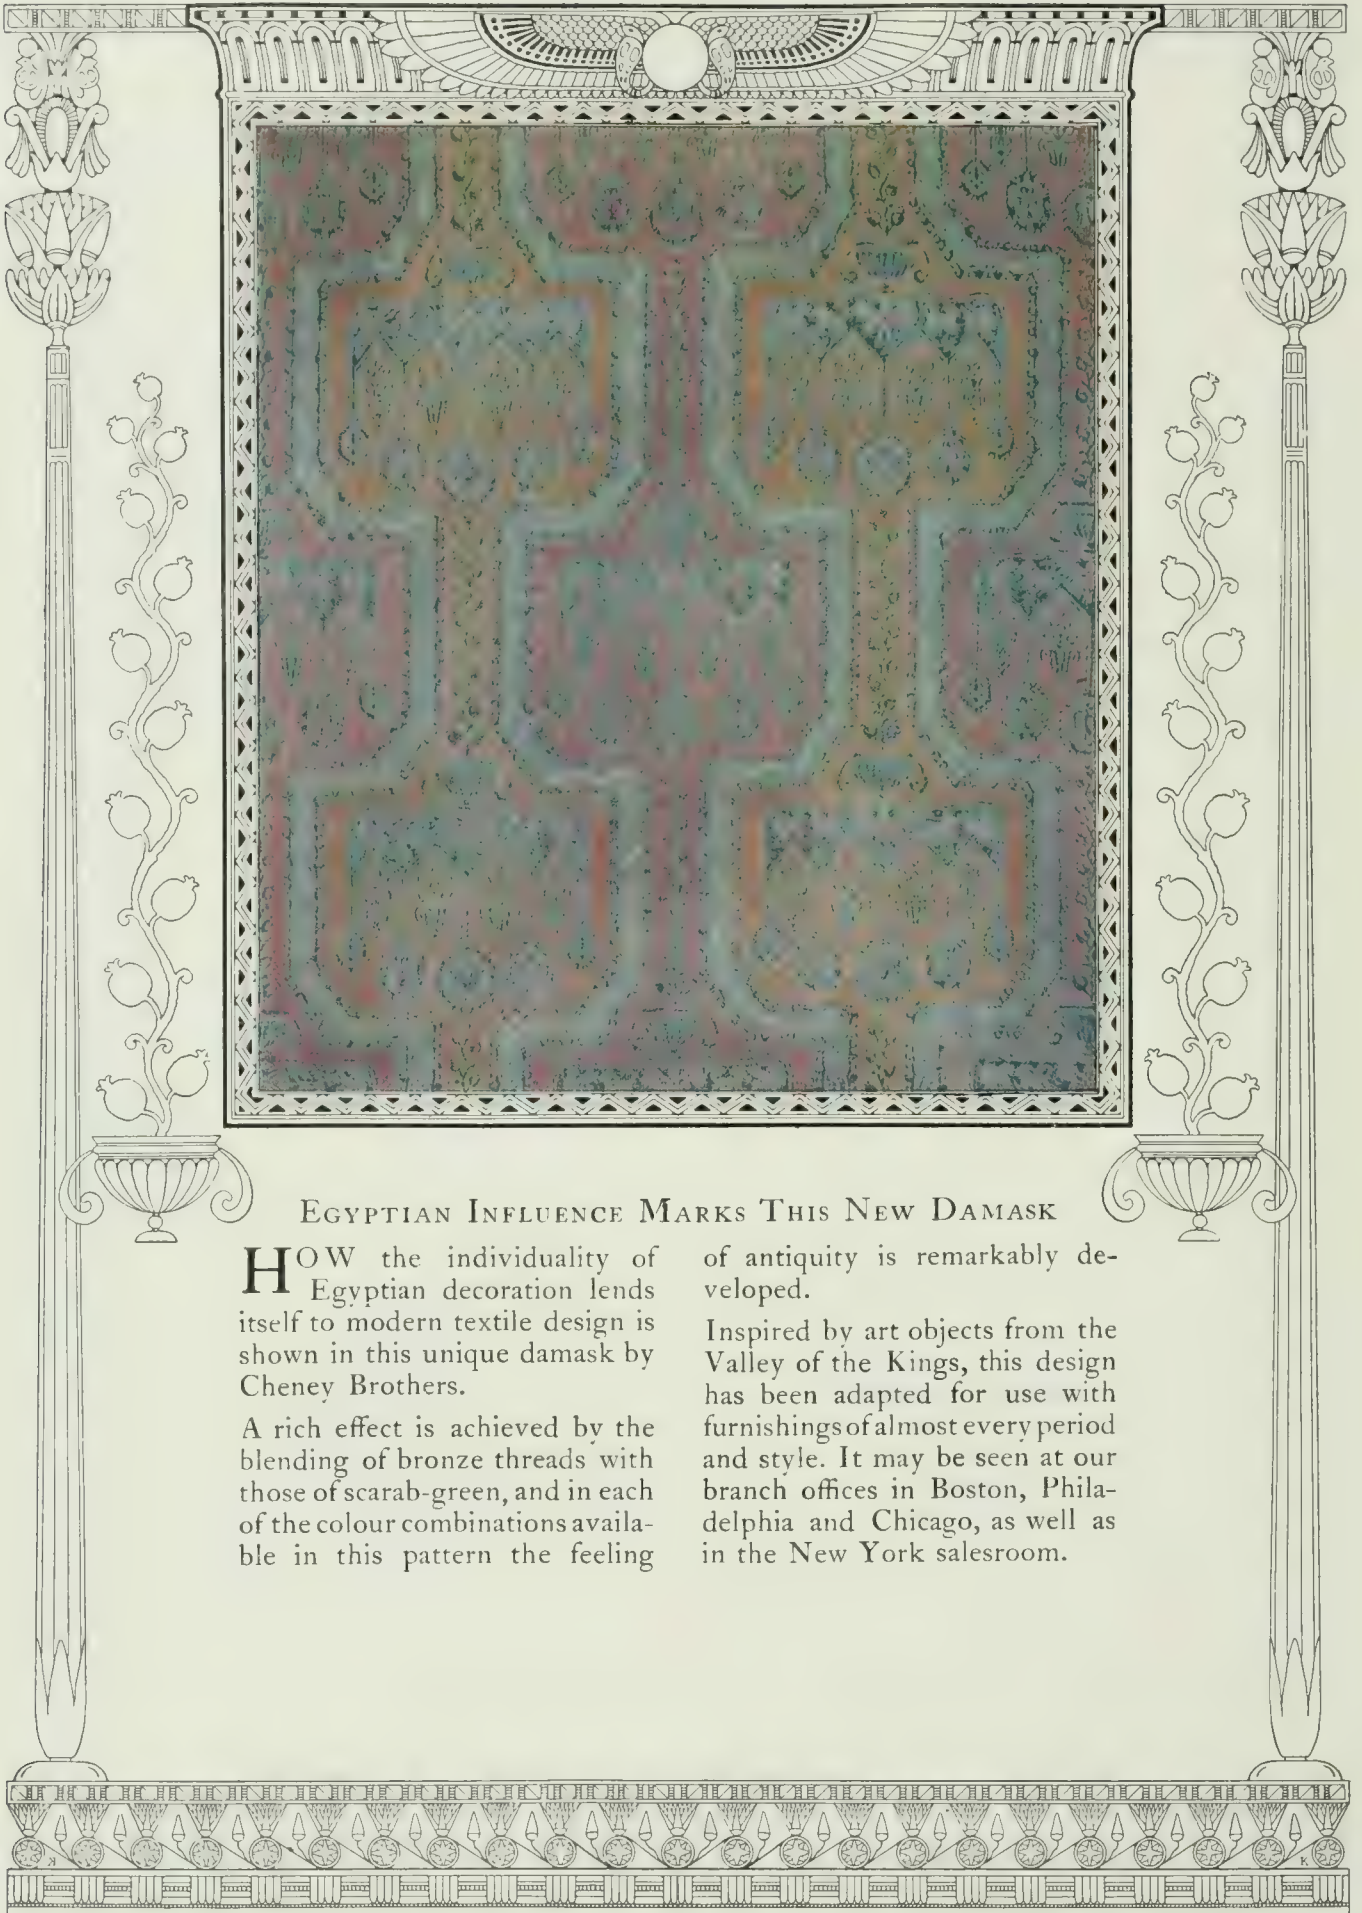 EGYPTIAN INFLUENCE MARKS THIS NEW DAMASK
HOW the individuality of
Egyptian decoration lends
itself to modern textile design is
shown in this unique damask by
Cheney Brothers.
A rich effect is achieved by the
blending of bronze threads with
those of scarab-green, and in each
of the colour combinations availa-
ble in this pattern the feeling
of antiquity is remarkably de-
veloped.
Inspired by art objects from the
Valley of the Kings, this design
has been adapted for use with
furnishings of almost every period
and style. It may be seen at our
branch offices in Boston, Phila-
delphia and Chicago, as well as
in the New York salesroom.